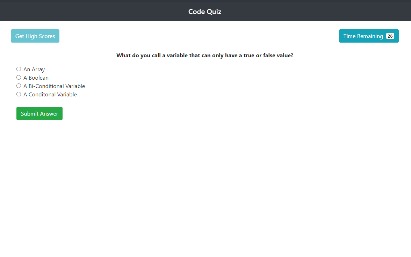 Code Quiz
Get High Scores
Time Remaining
What do you call a variable that can only have a true or false value?
An Array
A Boolean
A Bi-Conditional Variable
A Conditional Variable
Submit Answer